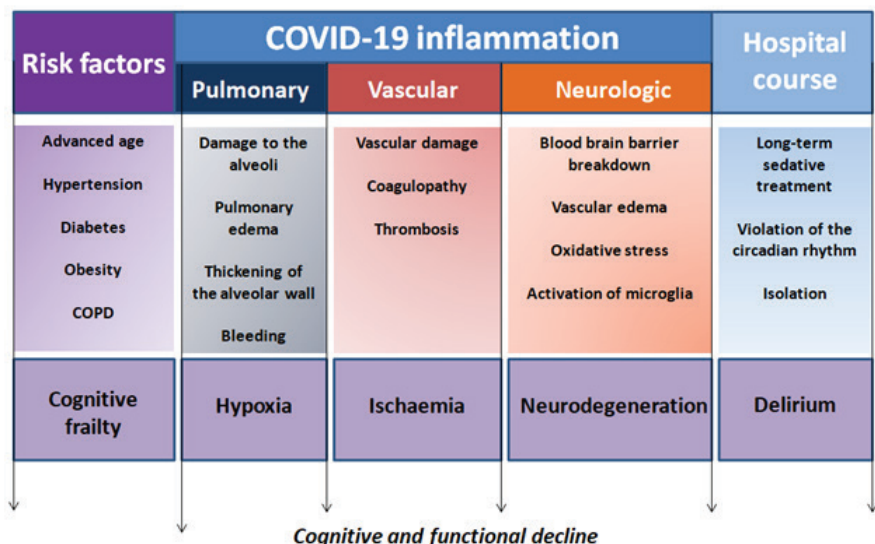 Risk factors
COVID-19 inflammation
Pulmonary
Vascular
Neurologic
Hospital
course
Advanced age
Hypertension
Diabetes
Obesity
COPD
Damage to the
alveoli
Pulmonary
edema
Thickening of
the alveolar wall
Bleeding
Vascular damage
Coagulopathy
Thrombosis
Blood brain barrier
breakdown
Vascular edema
Oxidative stress
Activation of microglia
Long-term
sedative
treatment
Violation of the
circadian rhythm
Isolation
Cognitive
frailty
Hypoxia
Ischaemia
Neurodegeneration
Delirium
Cognitive and functional decline